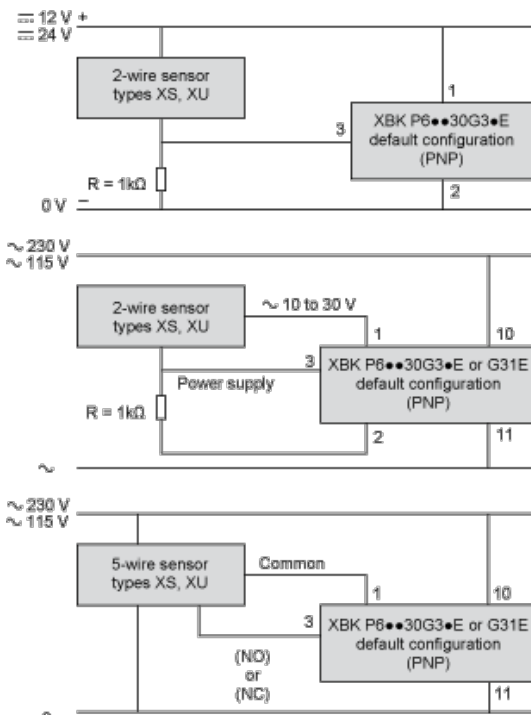 ⎓ 12 V +
⎓ 24 V
2-wire sensor
types XS, XU
1
3
XBK P6●●30G3●E
default configuration
(PNP)
R = 1kΩ
2
0 V −
∼ 230 V
∼ 115 V
2-wire sensor
types XS, XU
∼ 10 to 30 V
1
10
3
XBK P6●●30G3●E or G31E
default configuration
(PNP)
Power supply
R = 1kΩ
2
11
∼
∼ 230 V
∼ 115 V
5-wire sensor
types XS, XU
Common
1
10
3
XBK P6●●30G3●E or G31E
default configuration
(PNP)
(NO)
or
(NC)
11
∼